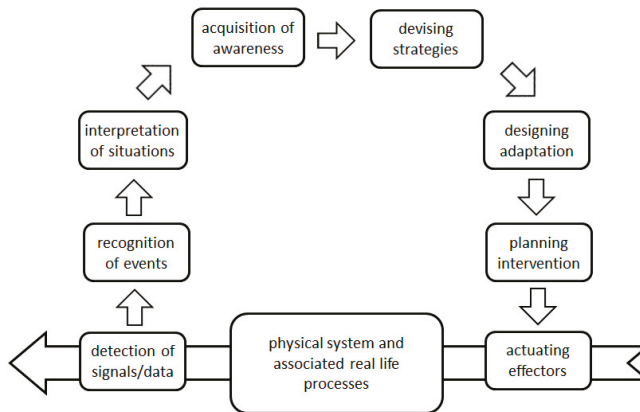 acquisition of
awareness
devising
strategies
interpretation
of situations
designing
adaptation
recognition
of events
planning
intervention
detection of
signals/data
physical system and
associated real life
processes
actuating
effectors